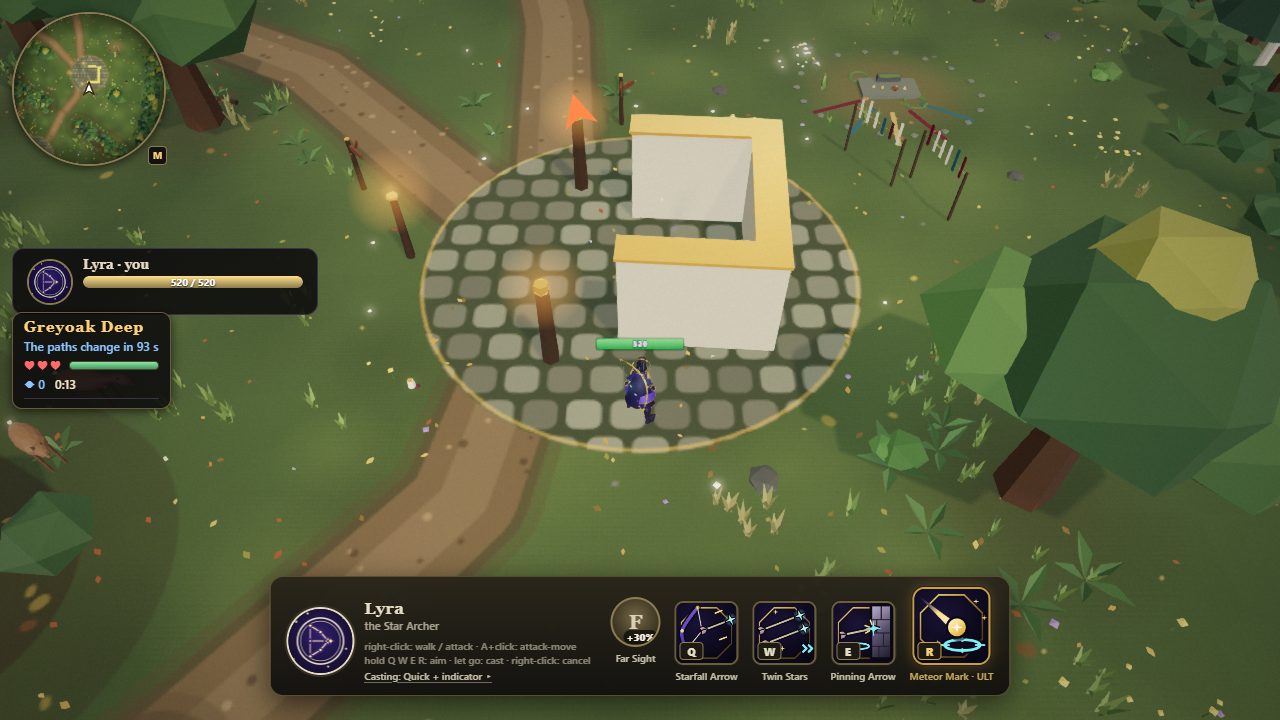 M
Lyra · you
520 / 520
Greyoak Deep
The paths change in 93 s
0 0:13
520
Lyra
the Star Archer
right-click: walk / attack · A+click: attack-move
hold Q W E R: aim · let go: cast · right-click: cancel
Casting: Quick + indicator
F
+30%
Far Sight
Q
Starfall Arrow
W
Twin Stars
E
Pinning Arrow
R
Meteor Mark · ULT